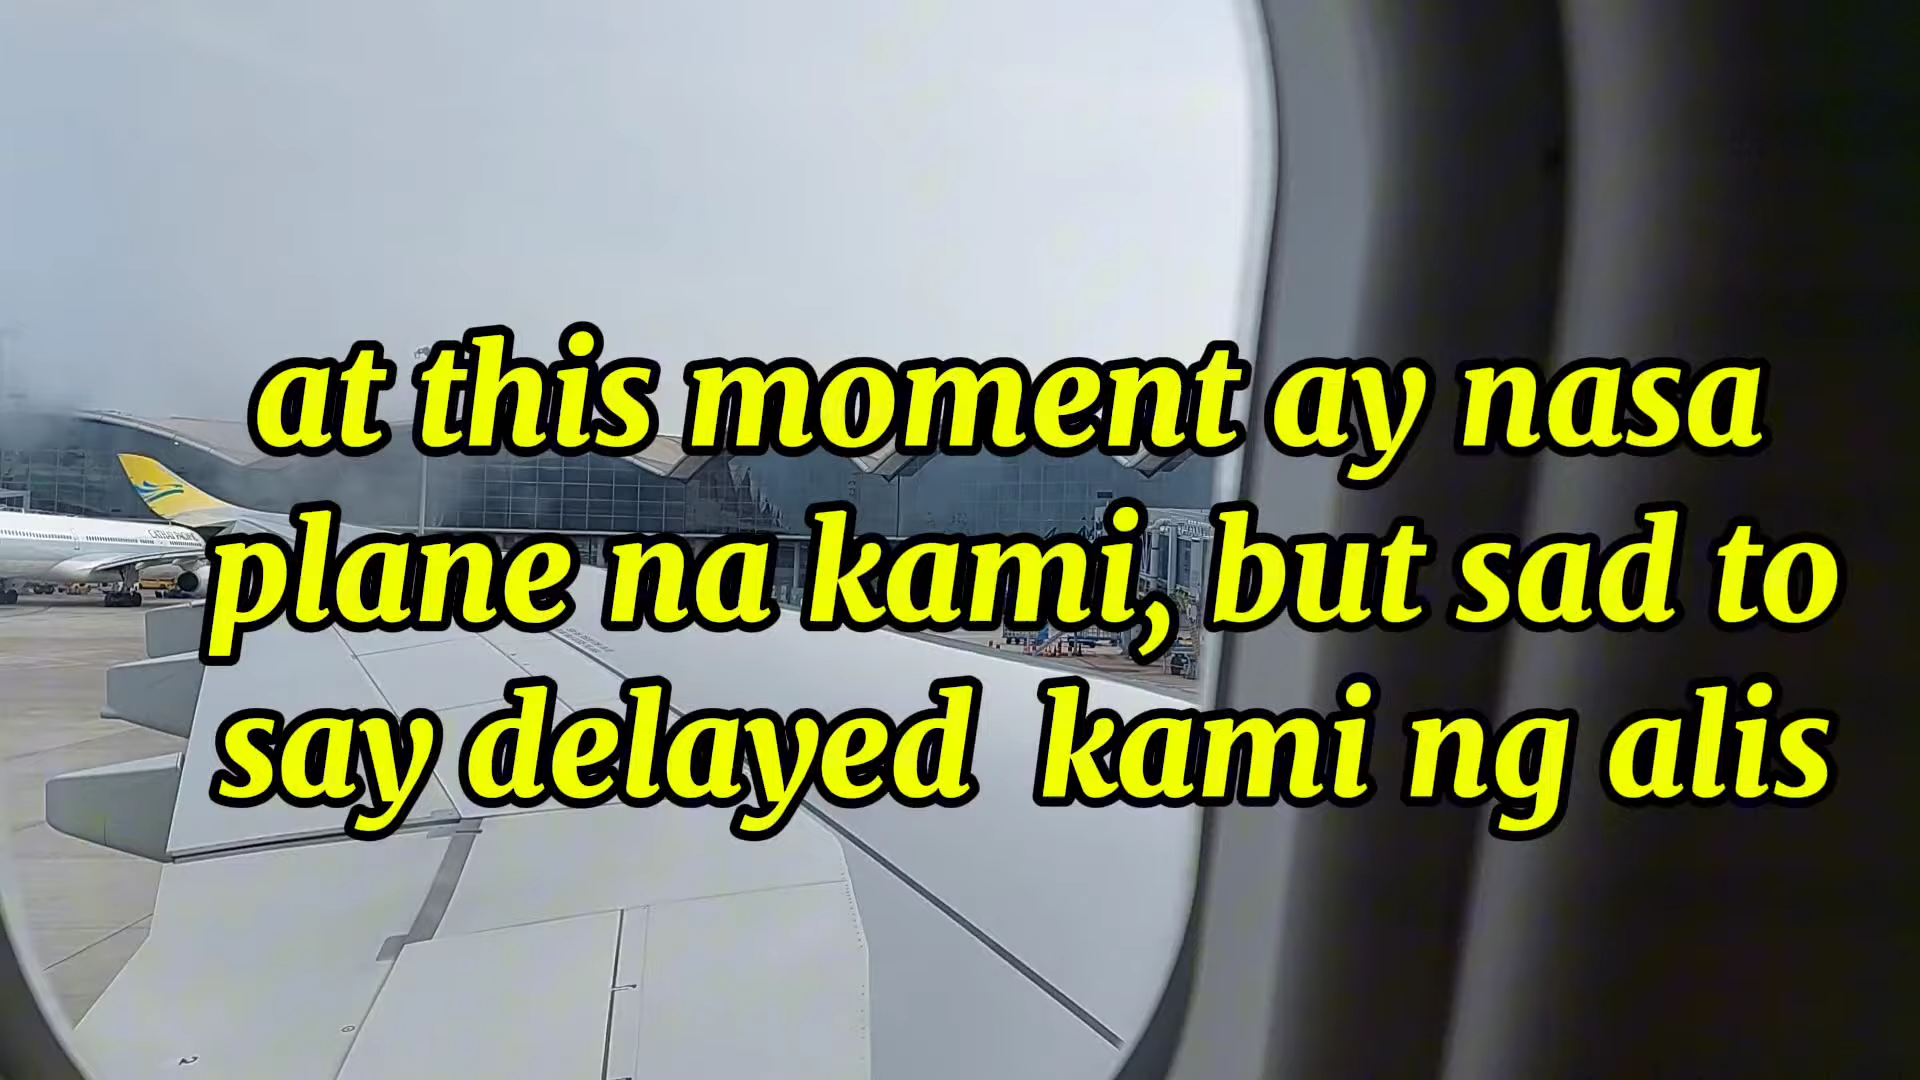 at this moment ay nasa
plane na kami, but sad to
say delayed kami ng alis